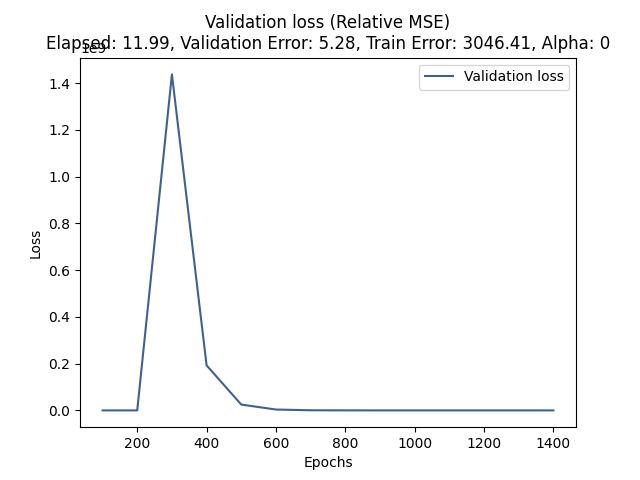 Validation loss (Relative MSE)
Elapsed: 11.99, Validation Error: 5.28, Train Error: 3046.41, Alpha: 0
1e9
Validation loss
1.4
1.2
1.0
0.8
0.6
0.4
0.2
0.0
Loss
200 400 600 800 1000 1200 1400
Epochs